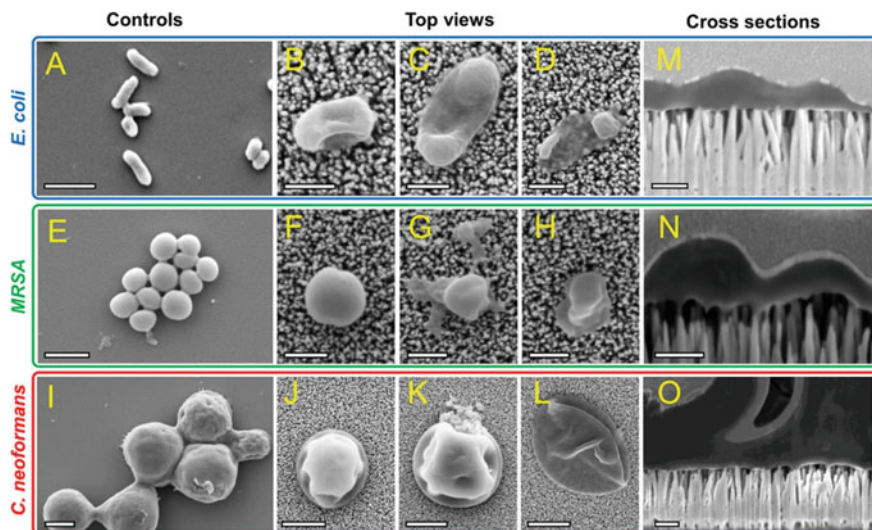 Controls Top views Cross sections
E. coli
A B C D M
MRSA
E F G H N
C. neoformans
I J K L O